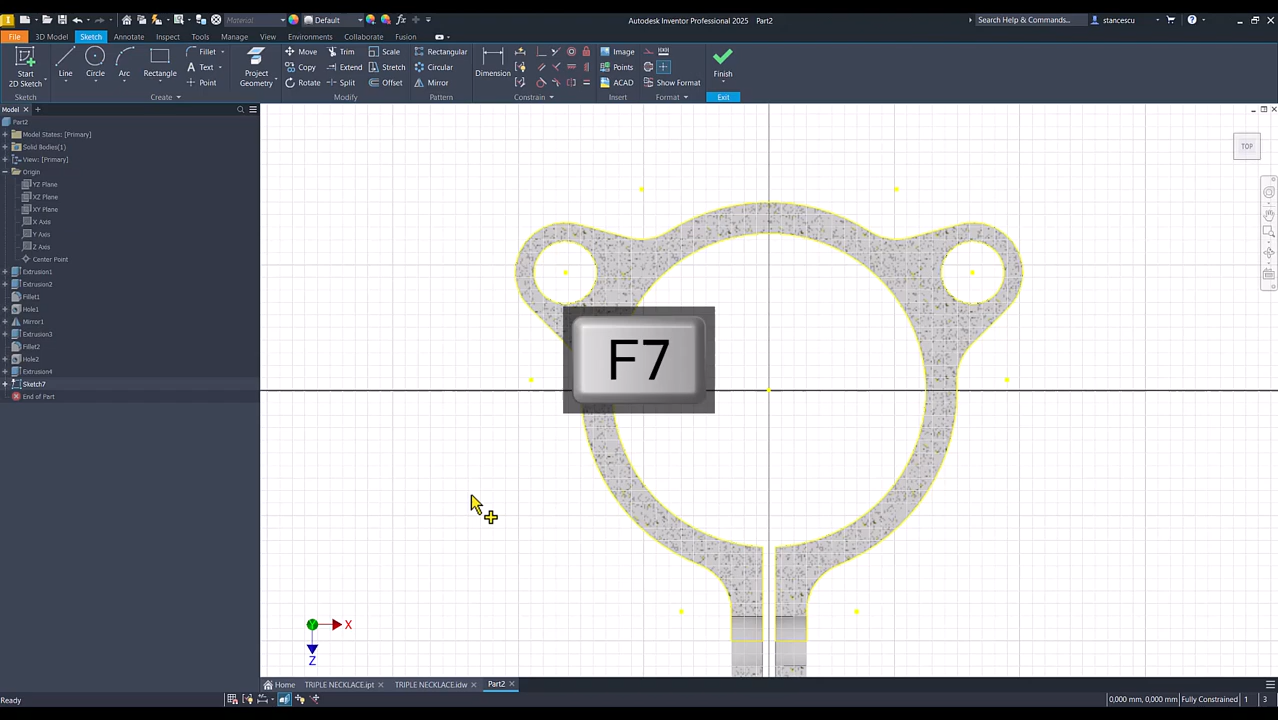 Material
Default
Autodesk Inventor Professional 2025 Part2
Search Help & Commands...
stancescu
File
3D Model
Sketch
Annotate
Inspect
Tools
Manage
View
Environments
Collaborate
Fusion
Start
2D Sketch
Line
Circle
Arc
Rectangle
Fillet
Text
Point
Project
Geometry
Move
Copy
Rotate
Trim
Extend
Split
Scale
Stretch
Offset
Rectangular
Circular
Mirror
Dimension
Image
Points
ACAD
Show Format
Finish
Create
Modify
Pattern
Constrain
Insert
Format
Exit
Model
Part2
Model States: [Primary]
Solid Bodies(1)
View: [Primary]
Origin
YZ Plane
XZ Plane
XY Plane
X Axis
Y Axis
Z Axis
Center Point
Extrusion1
Extrusion2
Fillet1
Hole1
Mirror1
Extrusion3
Fillet2
Hole2
Extrusion4
Sketch7
End of Part
TOP
F7
Y
X
Z
Home
TRIPLE NECKLACE.ipt
TRIPLE NECKLACE.idw
Part2
Ready
0,000 mm, 0,000 mm
Fully Constrained
1
3